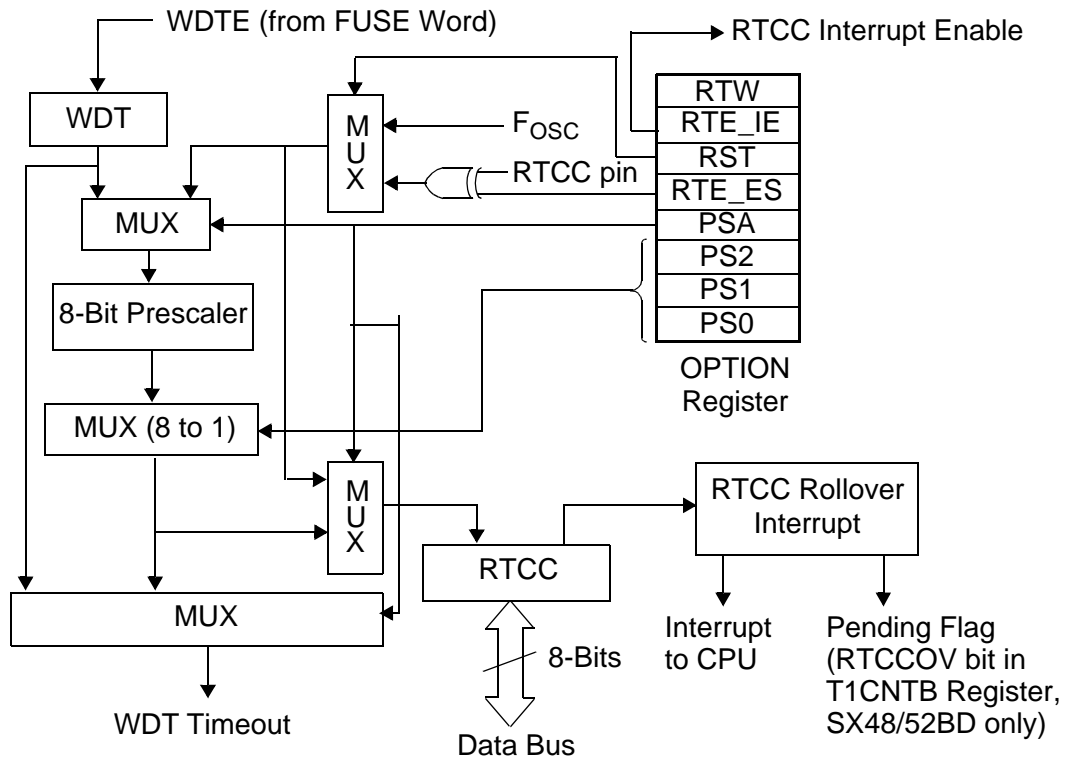 WDTE (from FUSE Word)
RTCC Interrupt Enable
WDT
M
U
X
FOSC
RTCC pin
RTW
RTE_IE
RST
RTE_ES
PSA
PS2
PS1
PS0
OPTION
Register
MUX
8-Bit Prescaler
MUX (8 to 1)
M
U
X
RTCC
RTCC Rollover
Interrupt
MUX
8-Bits
Interrupt
to CPU
Pending Flag
(RTCCOV bit in
T1CNTB Register,
SX48/52BD only)
WDT Timeout
Data Bus